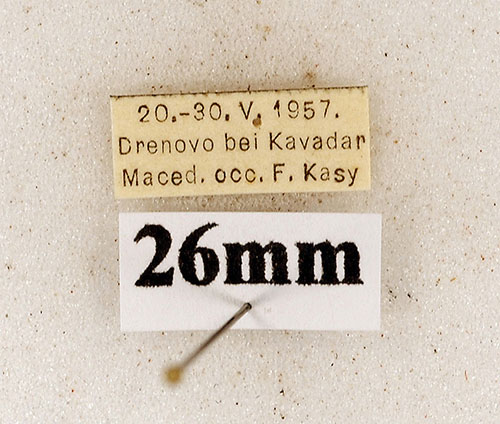 20.-30. V. 1957.
Drenovo bei Kavadar
Maced. occ. F. Kasy
26mm